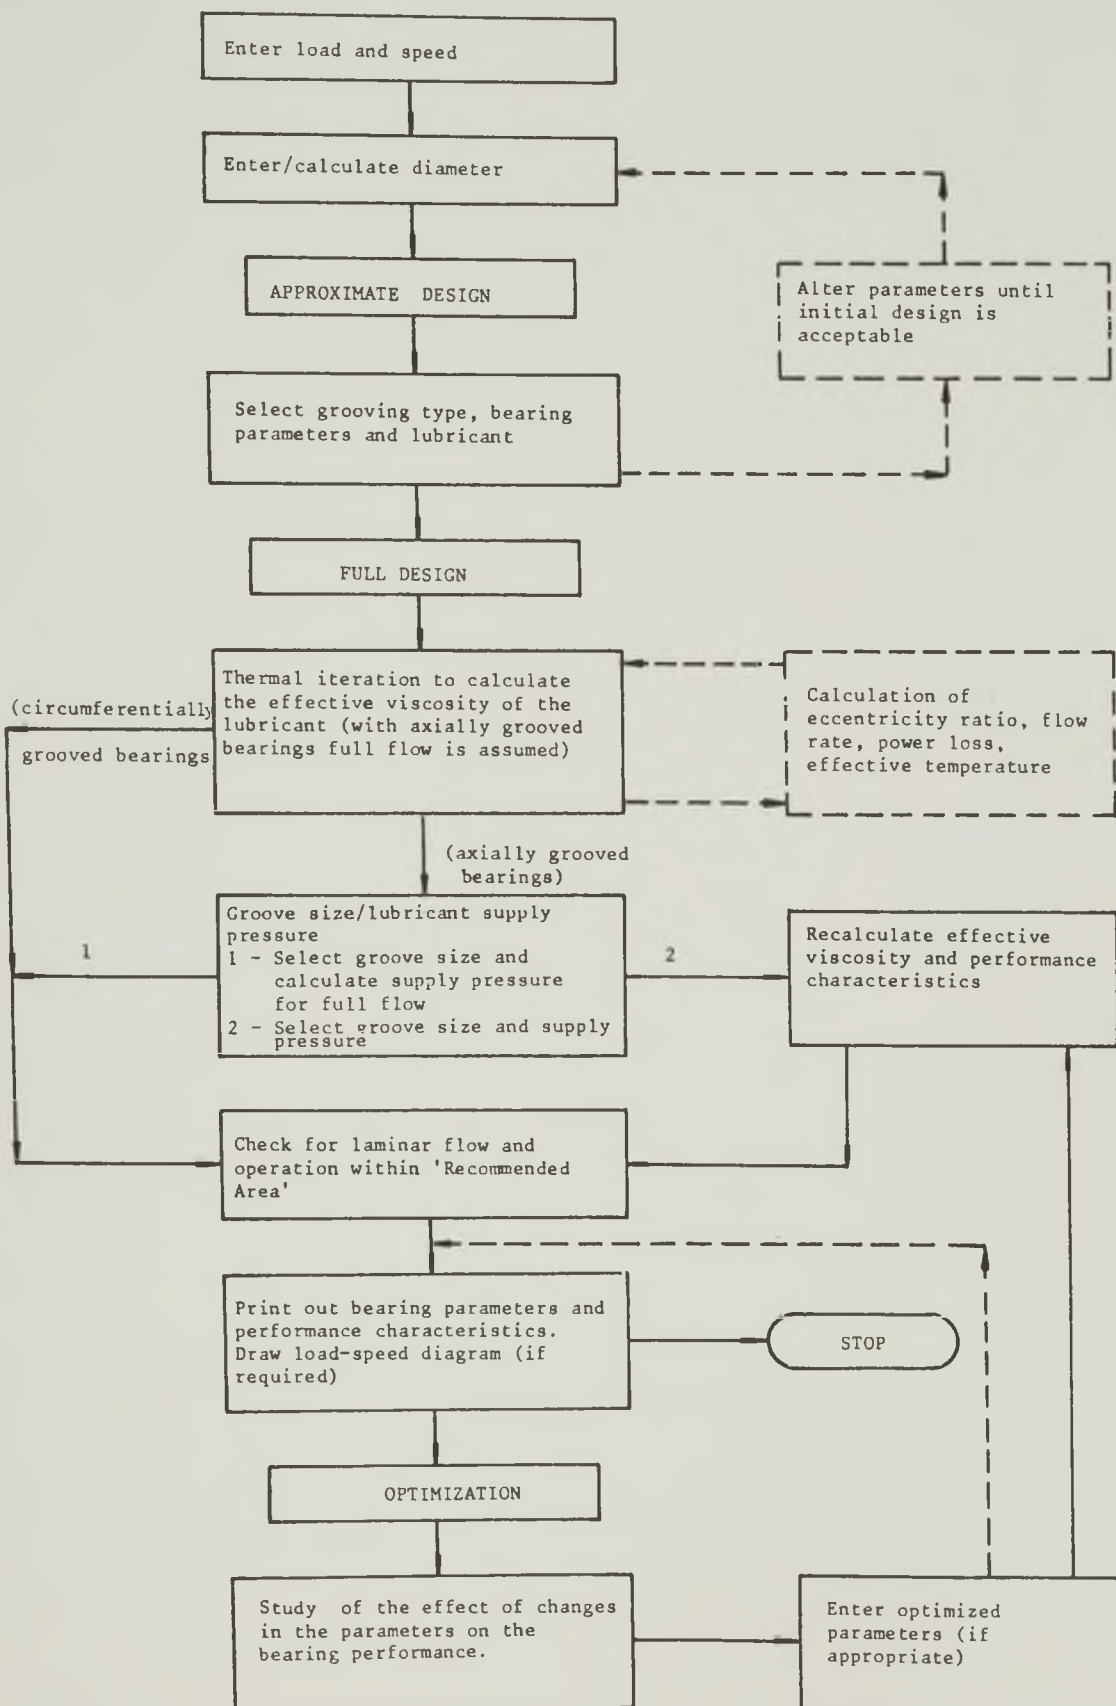 Enter load and speed
Enter/calculate diameter
APPROXIMATE DESIGN
Alter parameters until
initial design is
acceptable
Select grooving type, bearing
parameters and lubricant
FULL DESIGN
Thermal iteration to calculate
the effective viscosity of the
lubricant (with axially grooved
bearings full flow is assumed)
(circumferentially
grooved bearings)
Calculation of
eccentricity ratio, flow
rate, power loss,
effective temperature
(axially grooved
bearings)
Groove size/lubricant supply
pressure
1 - Select groove size and
calculate supply pressure
for full flow
2 - Select groove size and supply
pressure
1
2
Recalculate effective
viscosity and performance
characteristics
Check for laminar flow and
operation within 'Recommended
Area'
Print out bearing parameters and
performance characteristics.
Draw load-speed diagram (if
required)
STOP
OPTIMIZATION
Study of the effect of changes
in the parameters on the
bearing performance.
Enter optimized
parameters (if
appropriate)